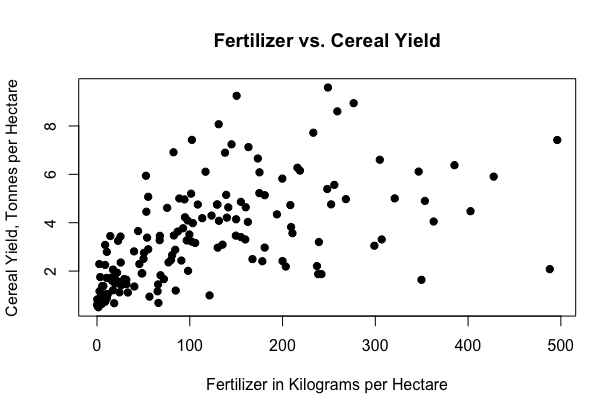 Fertilizer vs. Cereal Yield
Cereal Yield, Tonnes per Hectare
8
6
4
2
0 100 200 300 400 500
Fertilizer in Kilograms per Hectare